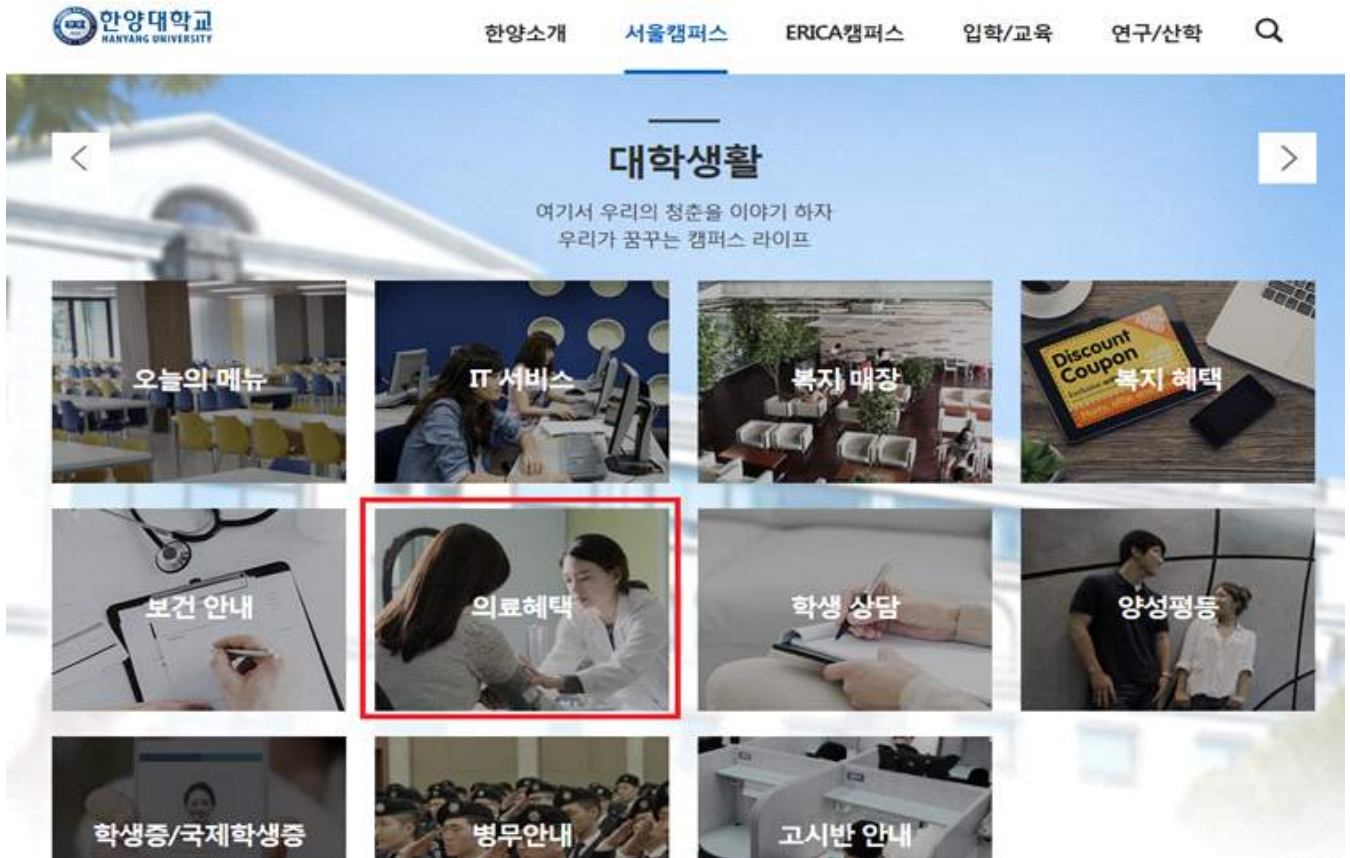 한양대학교
HANYANG UNIVERSITY
한양소개 서울캠퍼스 ERICA캠퍼스 입학/교육 연구/산학
대학생활
여기서 우리의 청춘을 이야기 하자
우리가 꿈꾸는 캠퍼스 라이프
오늘의 메뉴 IT 서비스 복지 매장 복지 혜택
Discount
Coupon
보건 안내 의료혜택 학생 상담 양성평등
학생증/국제학생증 병무안내 고시반 안내